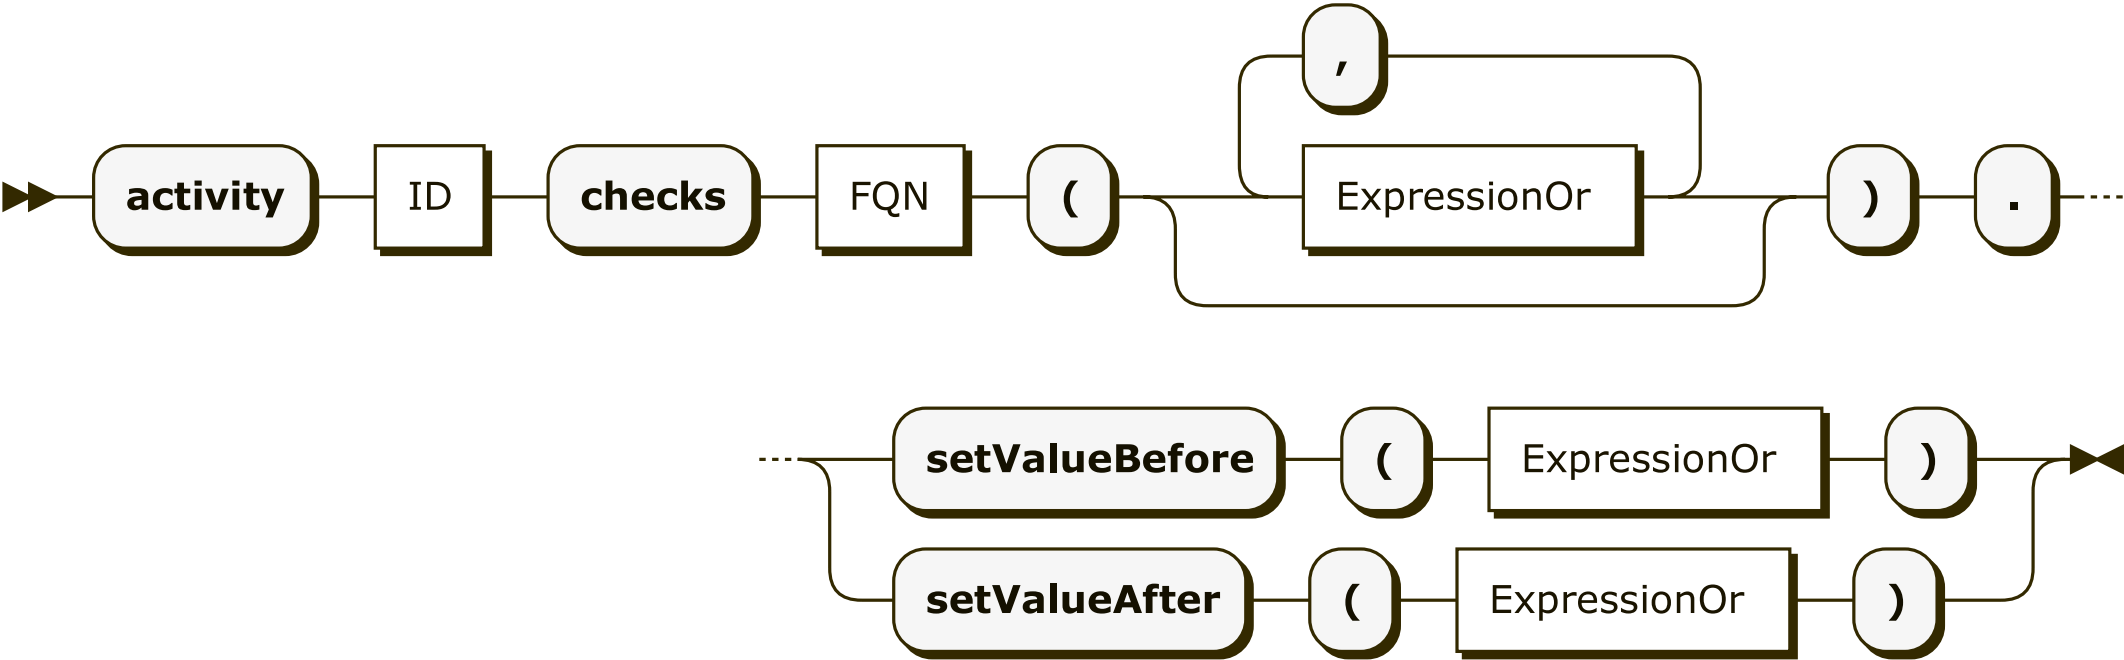 ,
activity ID checks FQN ( ExpressionOr ) .
setValueBefore ( ExpressionOr )
setValueAfter ( ExpressionOr )